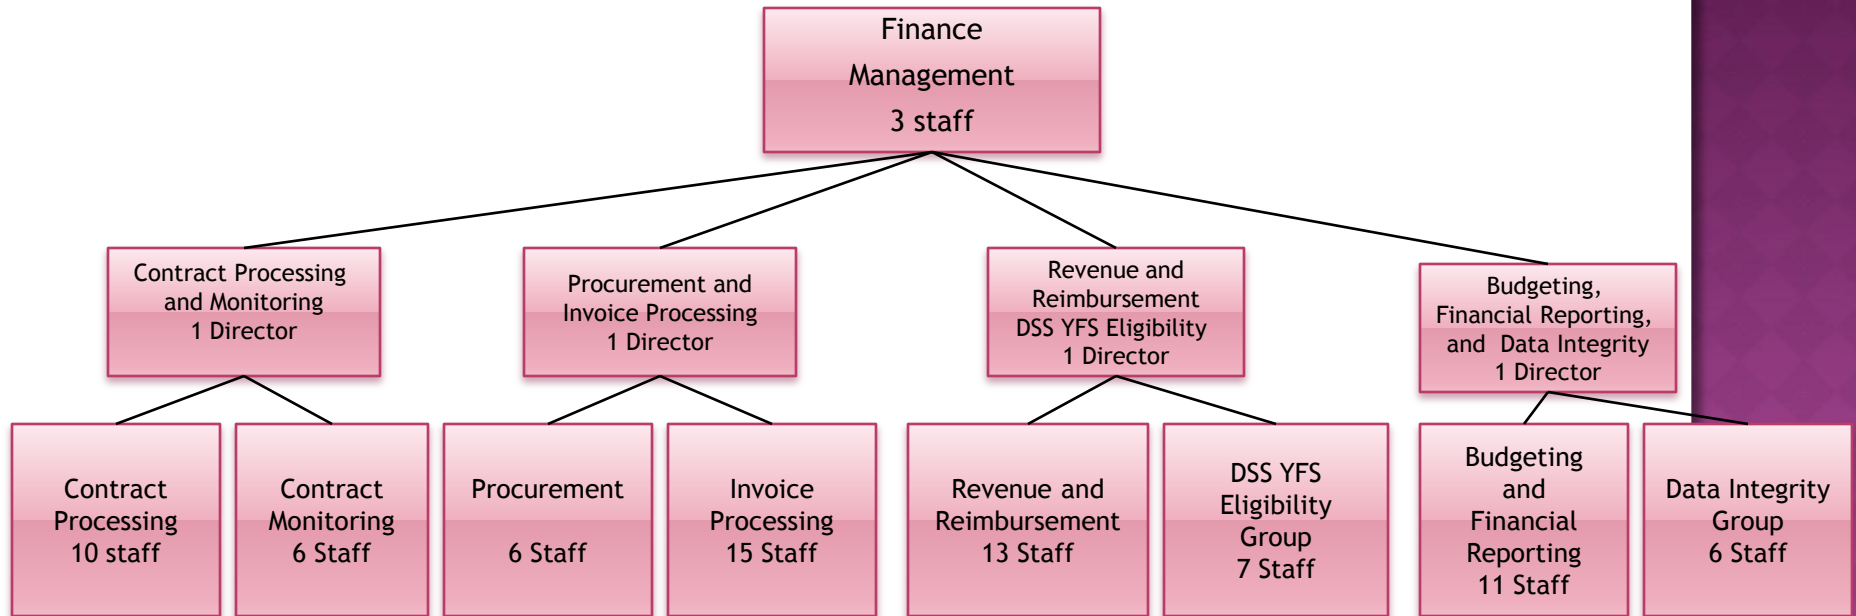 Finance
Management
3 staff
Contract Processing
and Monitoring
1 Director
Procurement and
Invoice Processing
1 Director
Revenue and
Reimbursement
DSS YFS Eligibility
1 Director
Budgeting,
Financial Reporting,
and Data Integrity
1 Director
Contract
Processing
10 staff
Contract
Monitoring
6 Staff
Procurement
6 Staff
Invoice
Processing
15 Staff
Revenue and
Reimbursement
13 Staff
DSS YFS
Eligibility
Group
7 Staff
Budgeting
and
Financial
Reporting
11 Staff
Data Integrity
Group
6 Staff